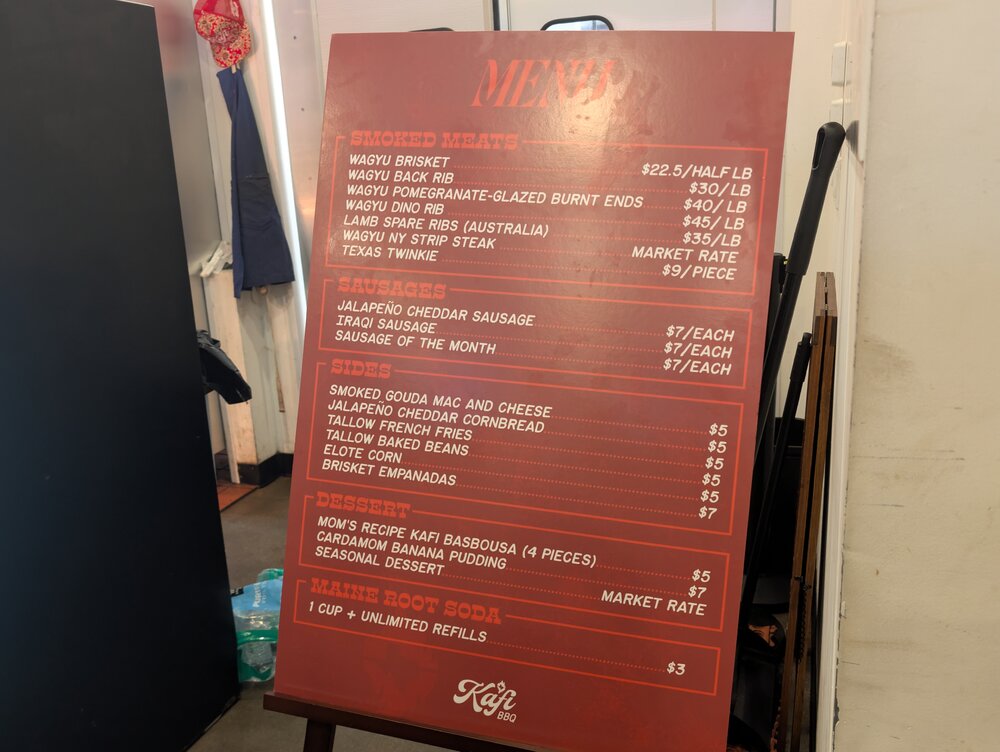 MENU
SMOKED MEATS
WAGYU BRISKET $22.5/HALF LB
WAGYU BACK RIB $30/LB
WAGYU POMEGRANATE-GLAZED BURNT ENDS $40/ LB
WAGYU DINO RIB $45/ LB
LAMB SPARE RIBS (AUSTRALIA) $35/LB
WAGYU NY STRIP STEAK MARKET RATE
TEXAS TWINKIE $9/PIECE
SAUSAGES
JALAPEÑO CHEDDAR SAUSAGE $7/EACH
IRAQI SAUSAGE $7/EACH
SAUSAGE OF THE MONTH $7/EACH
SIDES
SMOKED GOUDA MAC AND CHEESE $5
JALAPEÑO CHEDDAR CORNBREAD $5
TALLOW FRENCH FRIES $5
TALLOW BAKED BEANS $5
ELOTE CORN $5
BRISKET EMPANADAS $7
DESSERT
MOM'S RECIPE KAFI BASBOUSA (4 PIECES) $5
CARDAMOM BANANA PUDDING $7
SEASONAL DESSERT MARKET RATE
MAINE ROOT SODA
1 CUP + UNLIMITED REFILLS $3
Kafi
BBQ